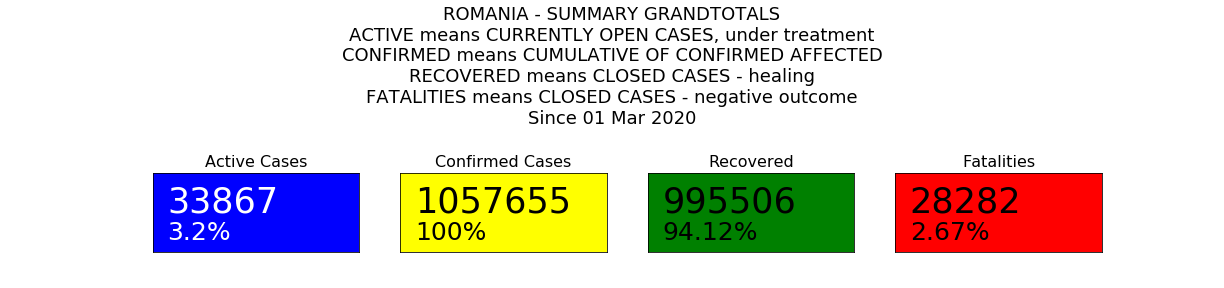 ROMANIA - SUMMARY GRANDTOTALS
ACTIVE means CURRENTLY OPEN CASES, under treatment
CONFIRMED means CUMULATIVE OF CONFIRMED AFFECTED
RECOVERED means CLOSED CASES - healing
FATALITIES means CLOSED CASES - negative outcome
Since 01 Mar 2020
Active Cases
33867
3.2%
Confirmed Cases
1057655
100%
Recovered
995506
94.12%
Fatalities
28282
2.67%